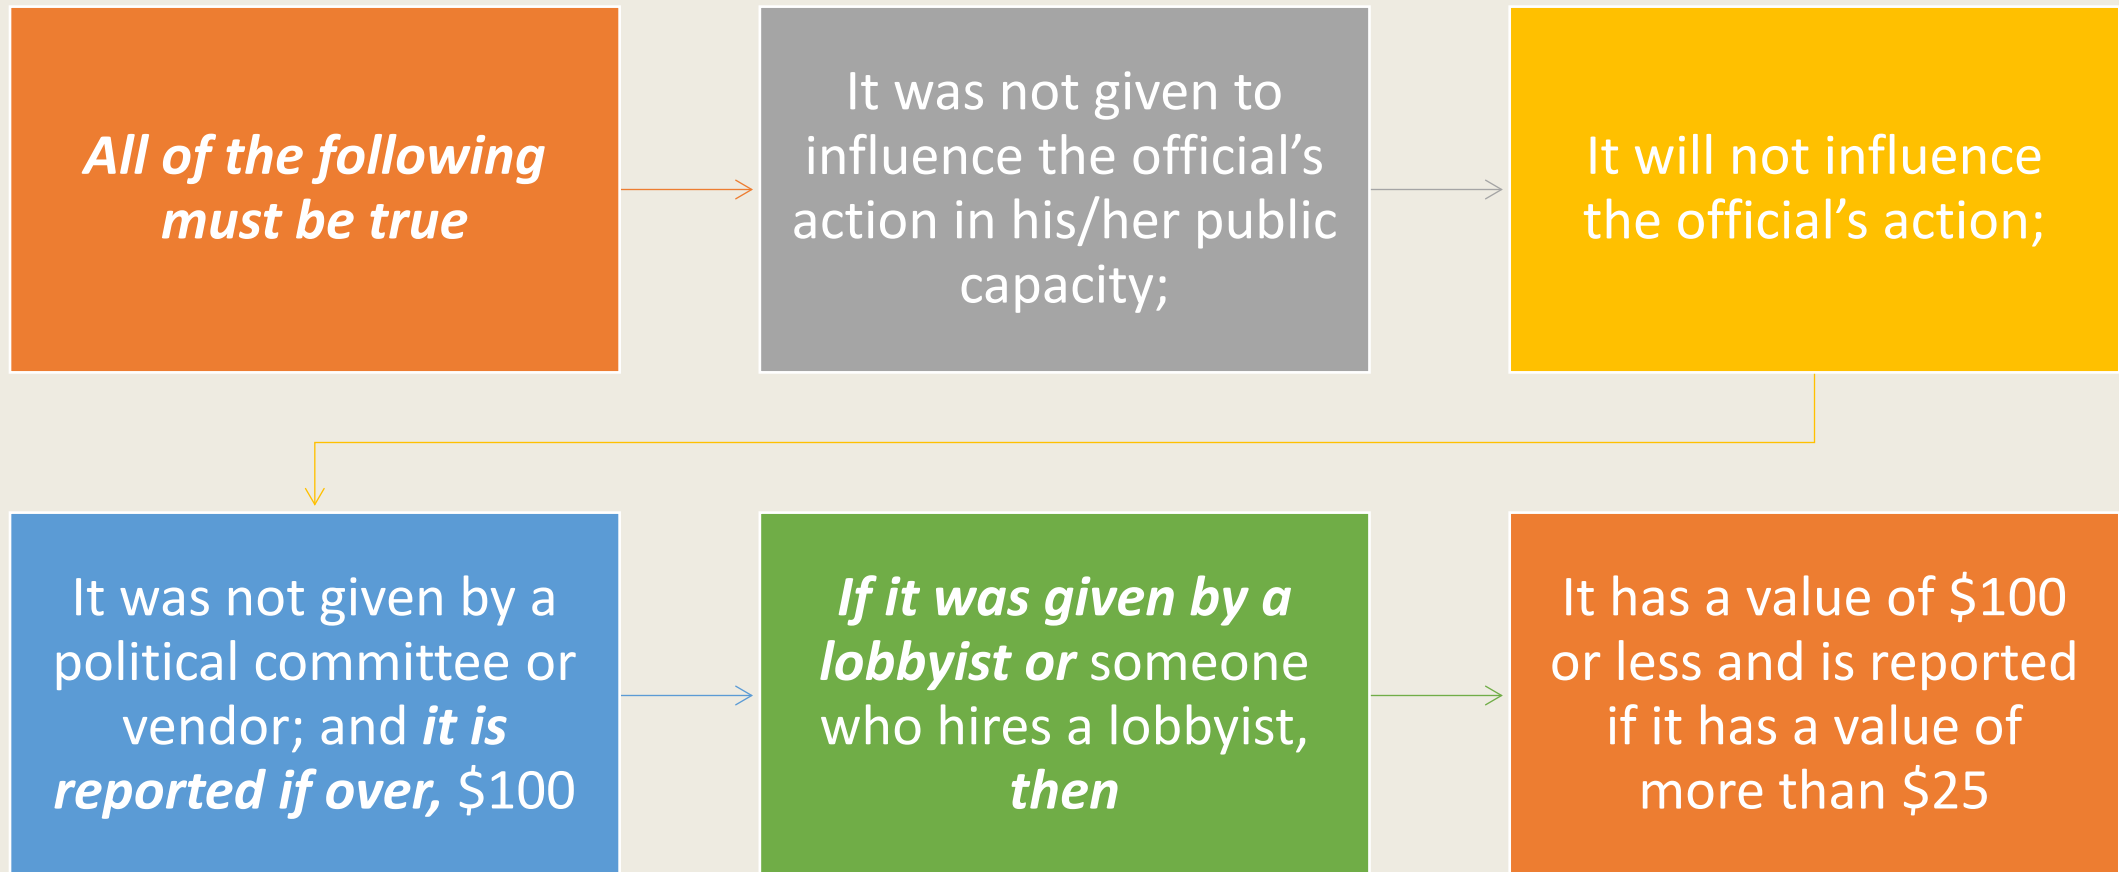 All of the following
must be true
It was not given to
influence the official’s
action in his/her public
capacity;
It will not influence
the official’s action;
It was not given by a
political committee or
vendor; and it is
reported if over, $100
If it was given by a
lobbyist or someone
who hires a lobbyist,
then
It has a value of $100
or less and is reported
if it has a value of
more than $25